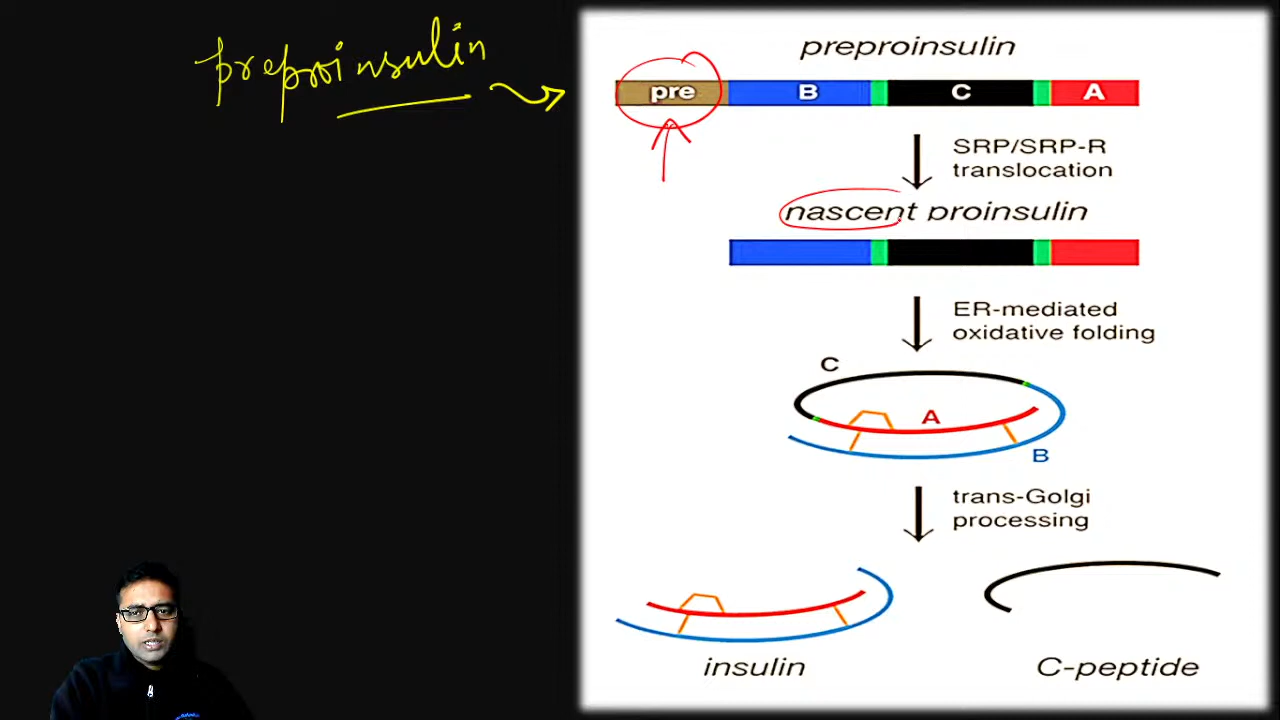 preproinsulin
preproinsulin
pre B C A
SRP/SRP-R
translocation
nascent proinsulin
ER-mediated
oxidative folding
C
A
B
trans-Golgi
processing
insulin
C-peptide